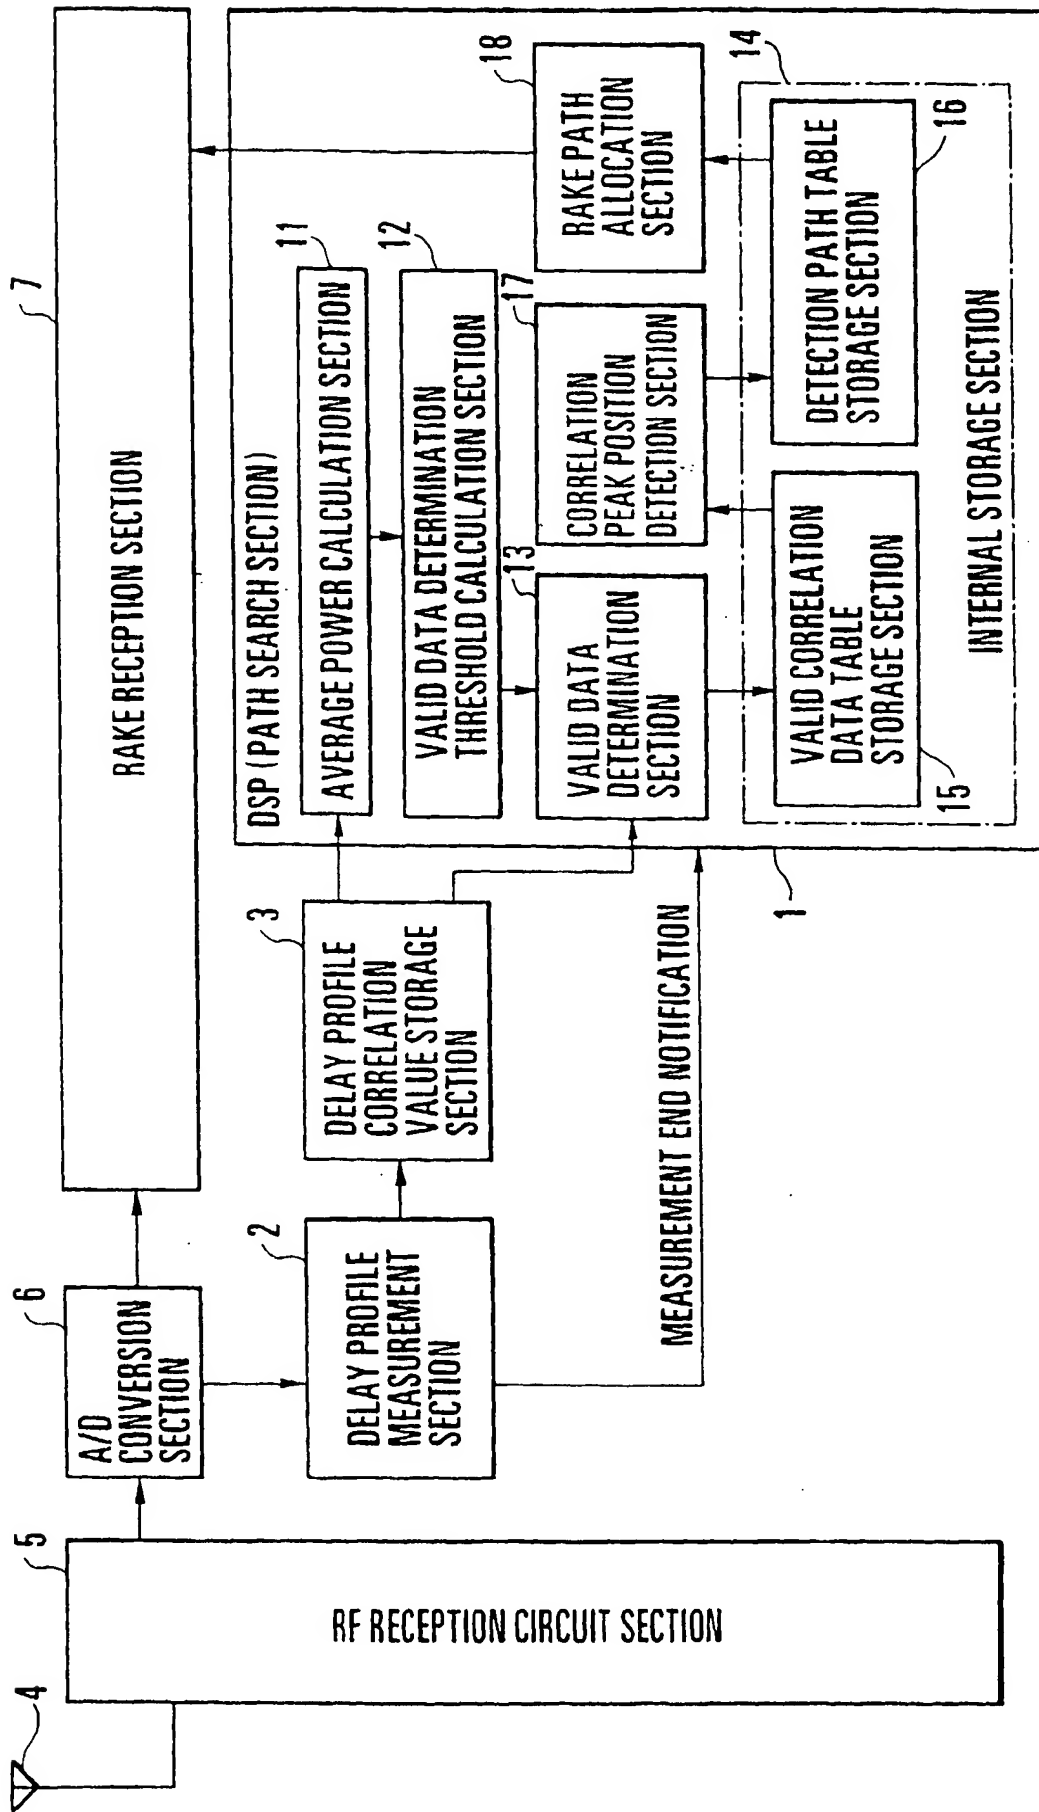 4
5
RF RECEPTION CIRCUIT SECTION
6
A/D
CONVERSION
SECTION
7
RAKE RECEPTION SECTION
2
DELAY PROFILE
MEASUREMENT
SECTION
3
DELAY PROFILE
CORRELATION
VALUE STORAGE
SECTION
MEASUREMENT END NOTIFICATION
1
DSP (PATH SEARCH SECTION)
11
AVERAGE POWER CALCULATION SECTION
12
VALID DATA DETERMINATION
THRESHOLD CALCULATION SECTION
13
VALID DATA
DETERMINATION
SECTION
17
CORRELATION
PEAK POSITION
DETECTION SECTION
18
RAKE PATH
ALLOCATION
SECTION
14
15
VALID CORRELATION
DATA TABLE
STORAGE SECTION
16
DETECTION PATH TABLE
STORAGE SECTION
INTERNAL STORAGE SECTION